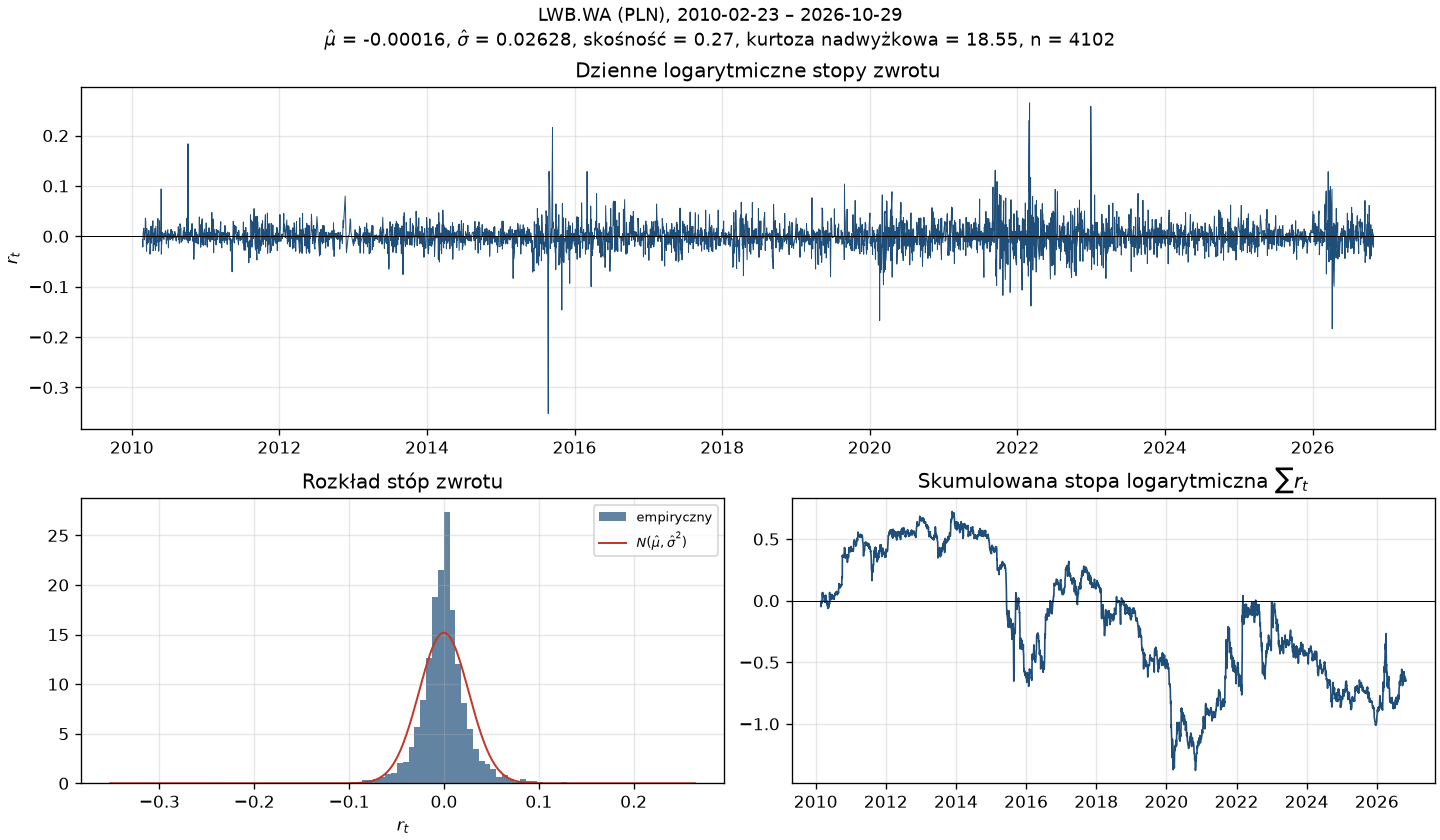 LWB.WA (PLN), 2010-02-23 – 2026-10-29
μ̂ = -0.00016, σ̂ = 0.02628, skośność = 0.27, kurtoza nadwyżkowa = 18.55, n = 4102
Dzienne logarytmiczne stopy zwrotu
0.2
0.1
0.0
−0.1
−0.2
−0.3
r_t
2010 2012 2014 2016 2018 2020 2022 2024 2026
Rozkład stóp zwrotu
25
20
15
10
5
0
empiryczny
N(μ̂, σ̂²)
−0.3 −0.2 −0.1 0.0 0.1 0.2
r_t
Skumulowana stopa logarytmiczna ∑r_t
0.5
0.0
−0.5
−1.0
2010 2012 2014 2016 2018 2020 2022 2024 2026